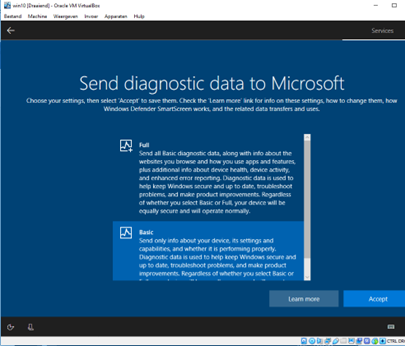 win10 [Draaiend] - Oracle VM VirtualBox
Bestand Machine Weergeven Invoer Apparaten Hulp
Services
Send diagnostic data to Microsoft
Choose your settings, then select 'Accept' to save them. Check the 'Learn more' link for info on these settings, how to change them, how
Windows Defender SmartScreen works, and the related data transfers and uses.
Full
Send all Basic diagnostic data, along with info about the
websites you browse and how you use apps and features,
plus additional info about device health, device activity,
and enhanced error reporting. Diagnostic data is used to
help keep Windows secure and up to date, troubleshoot
problems, and make product improvements. Regardless
of whether you select Basic or Full, your device will be
equally secure and will operate normally.
Basic
Send only info about your device, its settings and
capabilities, and whether it is performing properly.
Diagnostic data is used to help keep Windows secure and
up to date, troubleshoot problems, and make product
improvements. Regardless of whether you select Basic or
Learn more
Accept
CTRL DR